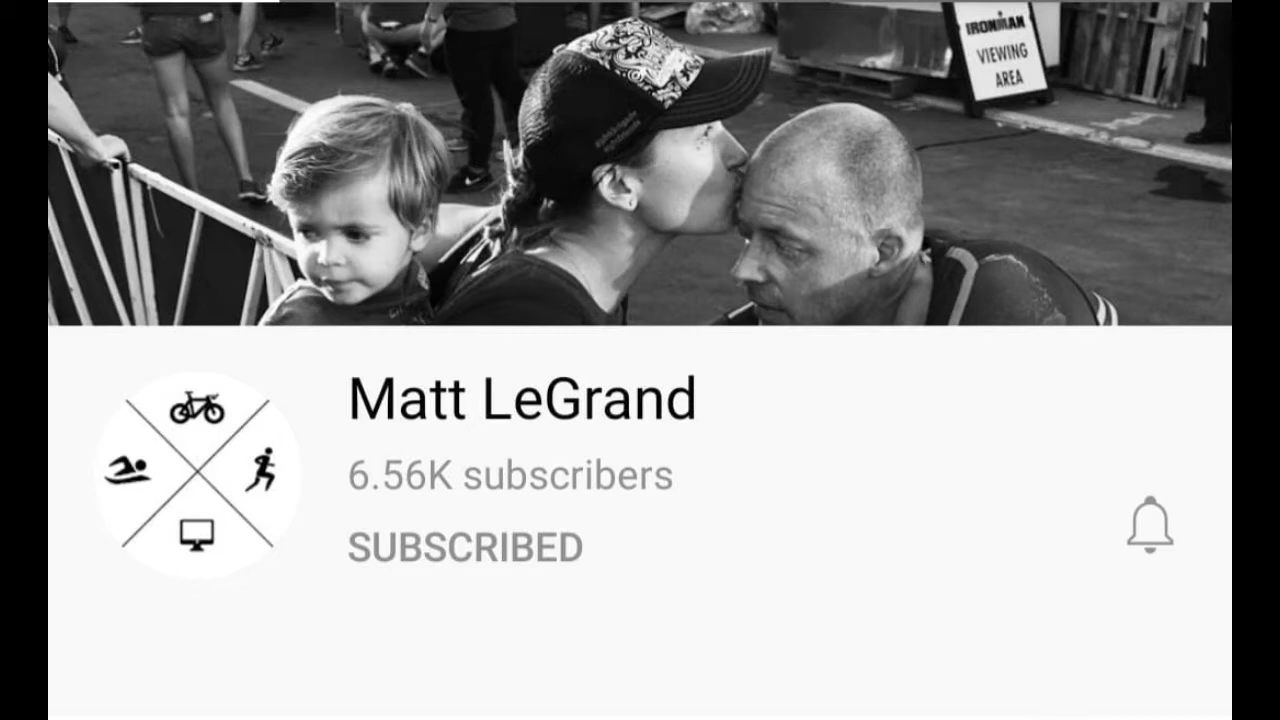 IRONMAN
VIEWING
AREA
Matt LeGrand
6.56K subscribers
SUBSCRIBED